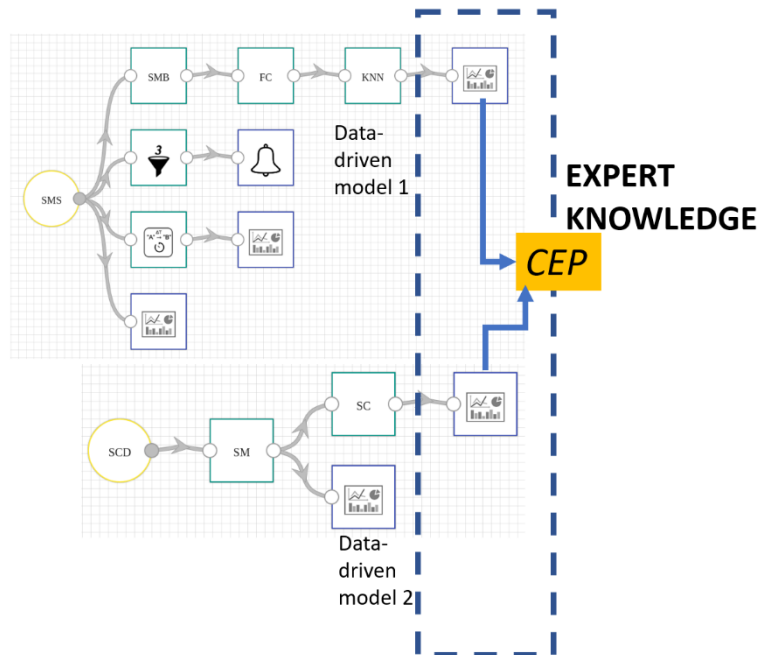 SMB
FC
KNN
Data-
driven
model 1
3
SMS
ΔT
"A" → "B"
EXPERT
KNOWLEDGE
CEP
SC
SCD
SM
Data-
driven
model 2